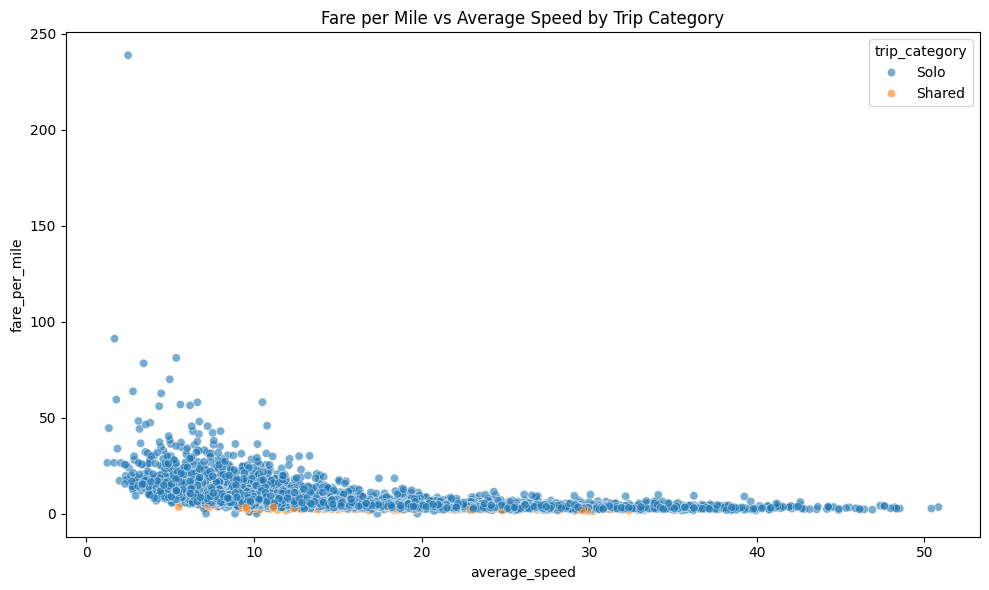 Fare per Mile vs Average Speed by Trip Category
trip_category
Solo
Shared
fare_per_mile
250
200
150
100
50
0
0 10 20 30 40 50
average_speed